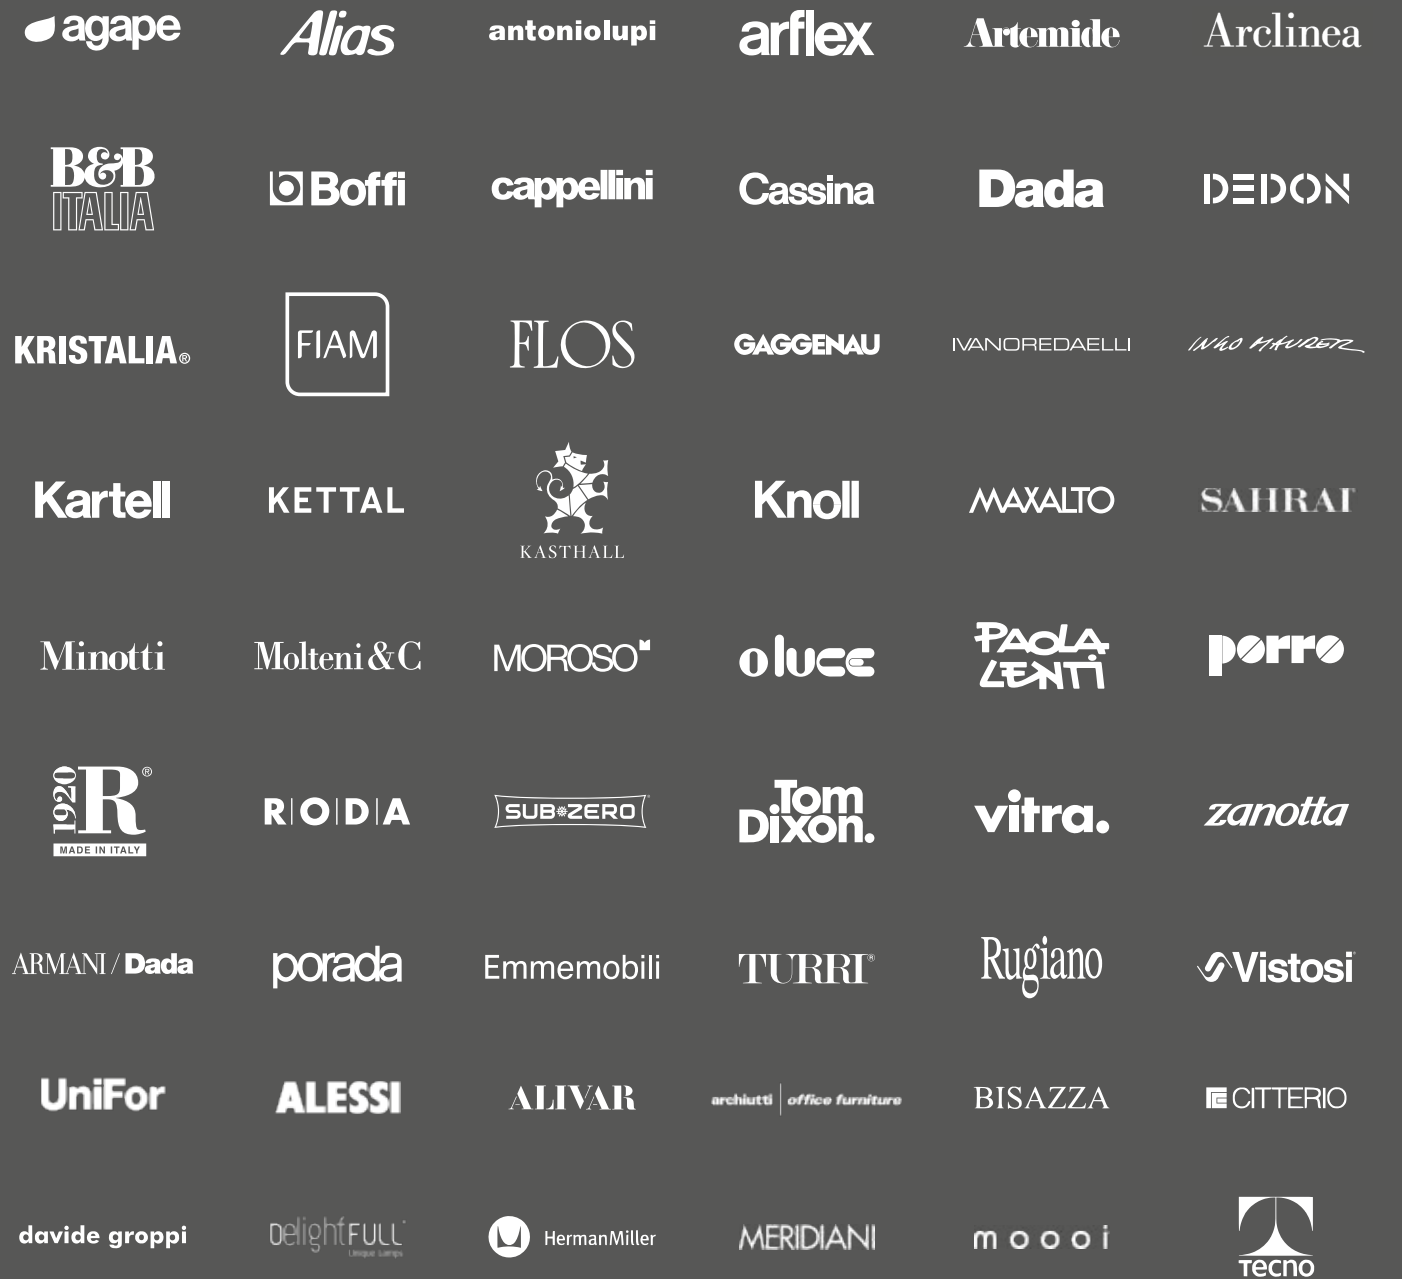 agape
Alias
antoniolupi
arflex
Artemide
Arclinea
B&B
ITALIA
Boffi
cappellini
Cassina
Dada
DEDON
KRISTALIA®
FIAM
FLOS
GAGGENAU
IVANOREDAELLI
INGO MAURER
Kartell
KETTAL
KASTHALL
Knoll
MAXALTO
SAHRAI
Minotti
Molteni&C
MOROSO
oluce
PAOLA
LENTI
porro
1920
R®
MADE IN ITALY
R|O|D|A
SUB ZERO
Tom
Dixon.
vitra.
zanotta
ARMANI / Dada
porada
Emmemobili
TURRI®
Rugiano
Vistosi
UniFor
ALESSI
ALIVAR
archiutti | office furniture
BISAZZA
CITTERIO
davide groppi
DelightFULL
Unique Lamps
HermanMiller
MERIDIANI
moooi
Tecno